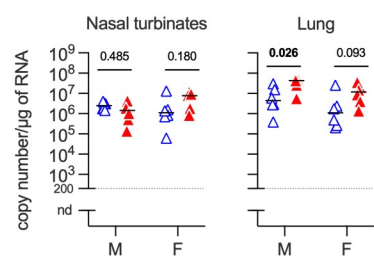 Nasal turbinates Lung
0.485 0.180 0.026 0.093
copy number/µg of RNA
10⁹
10⁸
10⁷
10⁶
10⁵
10⁴
10³
200
nd
M F M F